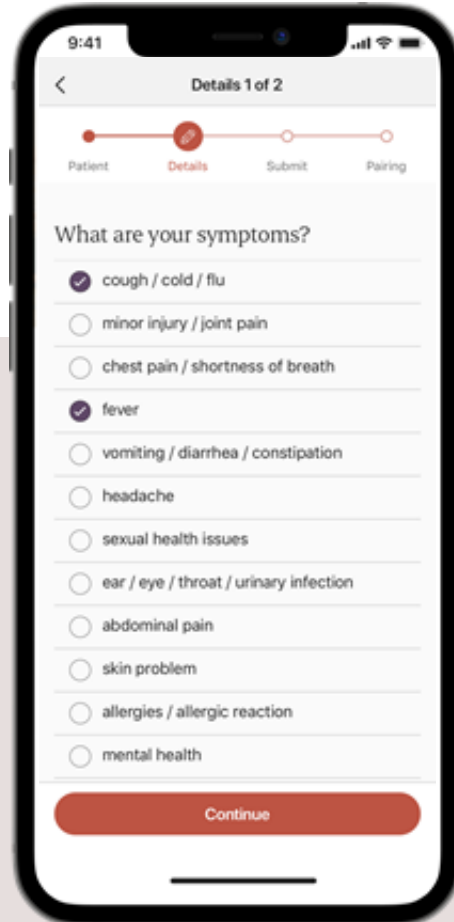 9:41
Details 1 of 2
Patient Details Submit Pairing
What are your symptoms?
cough / cold / flu
minor injury / joint pain
chest pain / shortness of breath
fever
vomiting / diarrhea / constipation
headache
sexual health issues
ear / eye / throat / urinary infection
abdominal pain
skin problem
allergies / allergic reaction
mental health
Continue